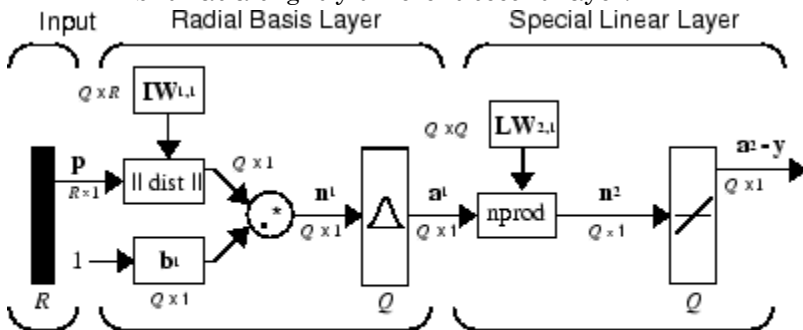 Input Radial Basis Layer Special Linear Layer
Q x R IW1,1
Q x Q LW2,1
p
R x 1
|| dist ||
Q x 1
.*
n1
Q x 1
a1
Q x 1
nprod
n2
Q x 1
a2 - y
Q x 1
1
b1
Q x 1
R
Q
Q